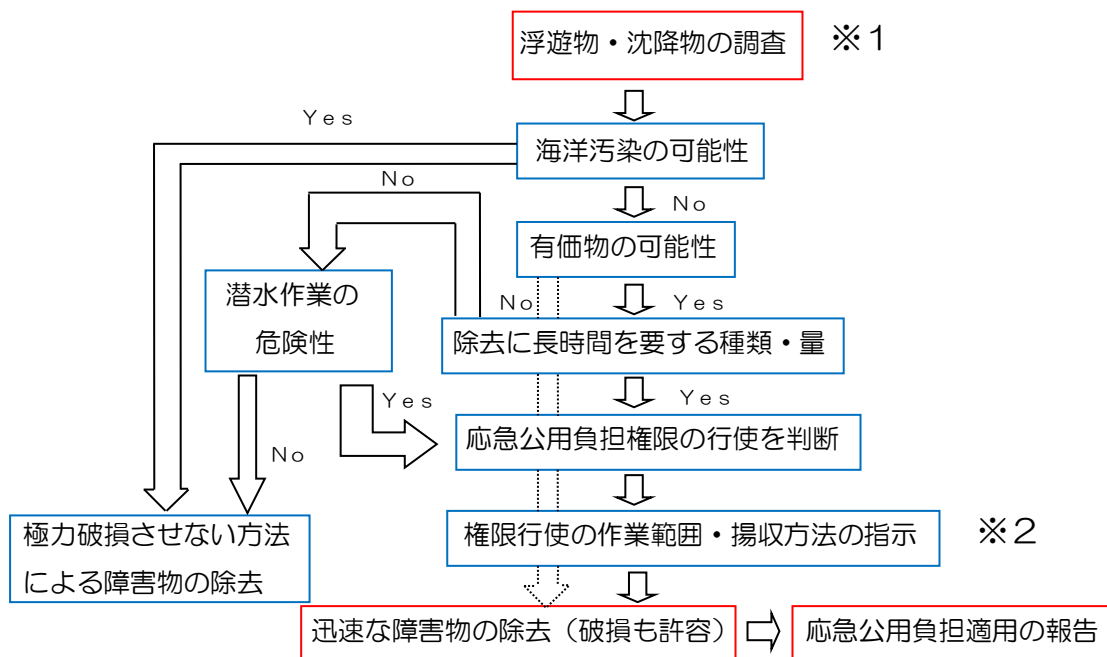 浮遊物・沈降物の調査
※１
Ｙｅｓ
海洋汚染の可能性
Ｎｏ
Ｎｏ
有価物の可能性
潜水作業の
危険性
Ｎｏ
Ｙｅｓ
除去に長時間を要する種類・量
Ｙｅｓ
Ｙｅｓ
応急公用負担権限の行使を判断
Ｎｏ
極力破損させない方法
による障害物の除去
権限行使の作業範囲・揚収方法の指示
※２
迅速な障害物の除去（破損も許容）
応急公用負担適用の報告